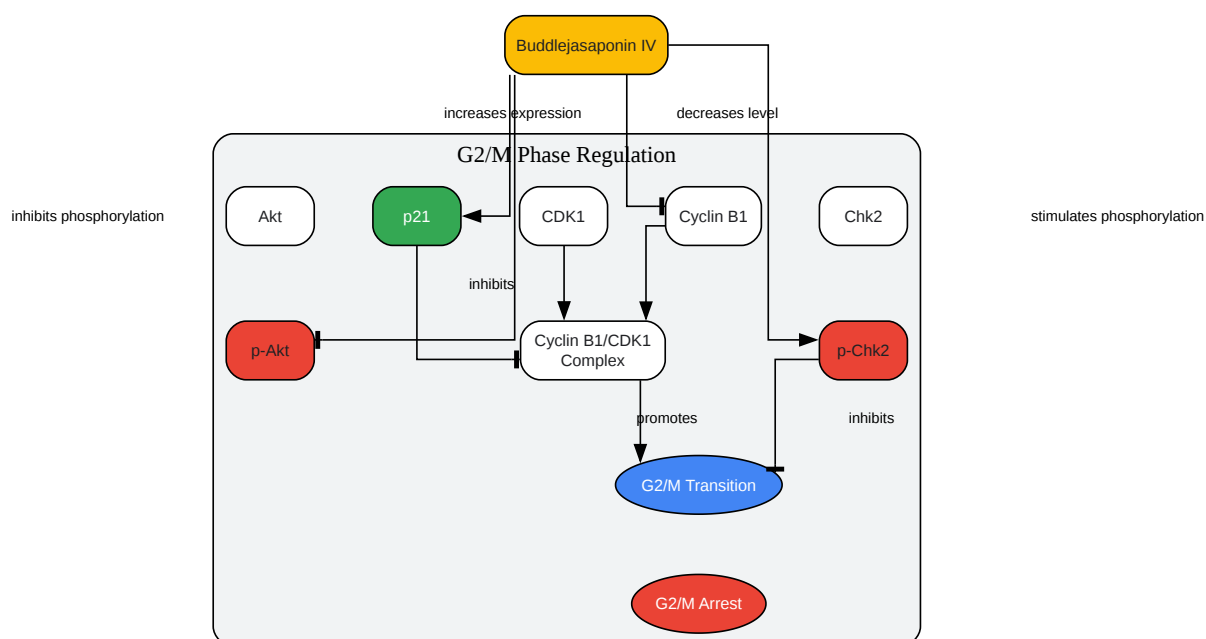 Buddlejasaponin IV
increases expression
decreases level
G2/M Phase Regulation
inhibits phosphorylation
Akt
p21
CDK1
Cyclin B1
Chk2
stimulates phosphorylation
inhibits
p-Akt
Cyclin B1/CDK1
Complex
p-Chk2
promotes
inhibits
G2/M Transition
G2/M Arrest